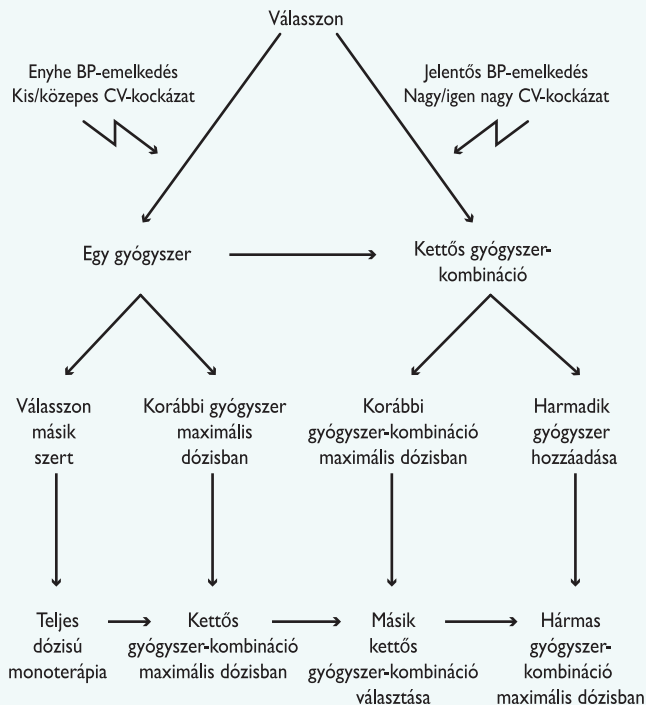 Válasszon
Enyhe BP-emelkedés
Kis/közepes CV-kockázat
Jelentős BP-emelkedés
Nagy/igen nagy CV-kockázat
Egy gyógyszer
Kettős gyógyszer-
kombináció
Válasszon
másik
szert
Korábbi gyógyszer
maximális
dózisban
Korábbi
gyógyszer-kombináció
maximális dózisban
Harmadik
gyógyszer
hozzáadása
Teljes
dózisú
monoterápia
Kettős
gyógyszer-kombináció
maximális dózisban
Másik
kettős
gyógyszer-kombináció
választása
Hármas
gyógyszer-
kombináció
maximális dózisban